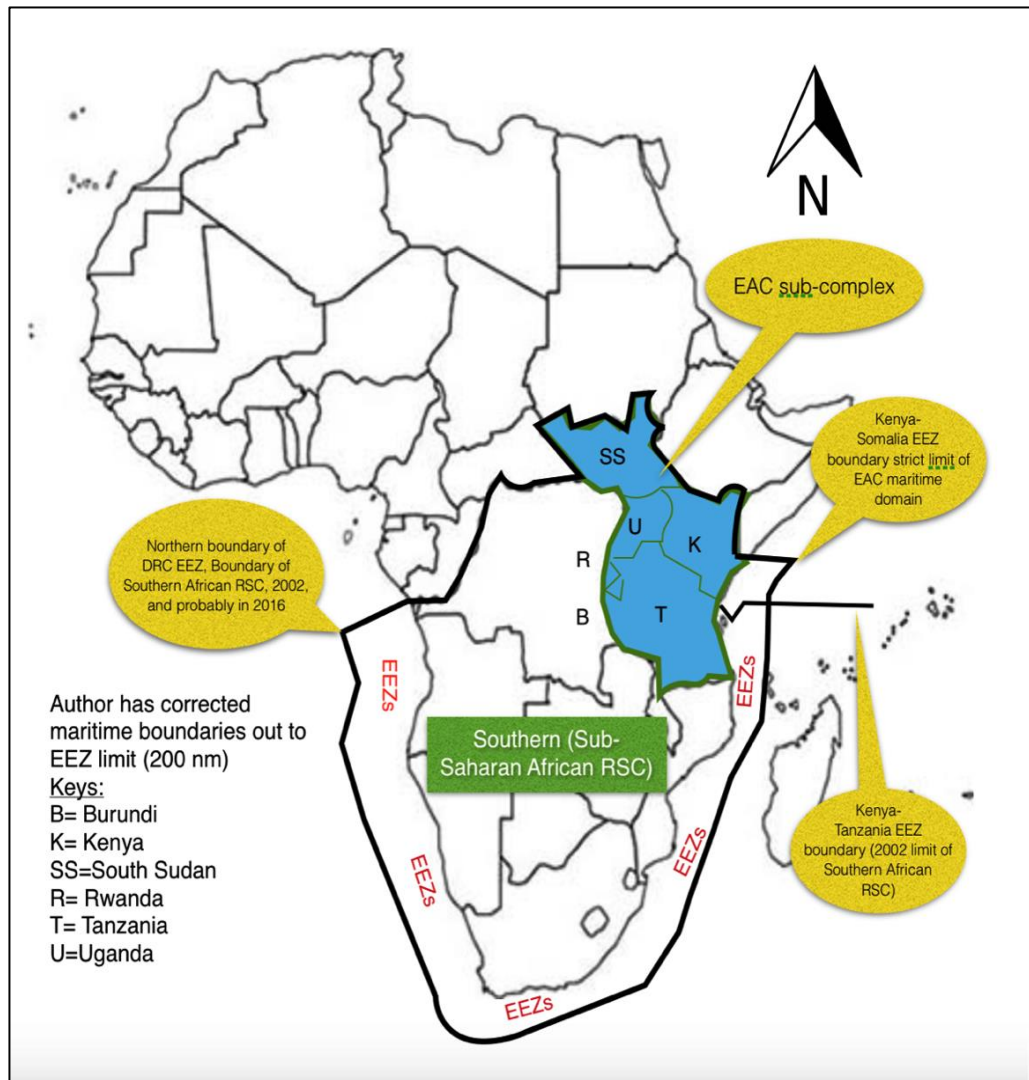 N
EAC sub-complex
Kenya-
Somalia EEZ
boundary strict limit of
EAC maritime
domain
SS
U
K
R
B
T
Northern boundary of
DRC EEZ, Boundary of
Southern African RSC, 2002,
and probably in 2016
EEZs
EEZs
Author has corrected
maritime boundaries out to
EEZ limit (200 nm)
Keys:
B= Burundi
K= Kenya
SS=South Sudan
R= Rwanda
T= Tanzania
U=Uganda
Southern (Sub-
Saharan African RSC)
Kenya-
Tanzania EEZ
boundary (2002 limit of
Southern African
RSC)
EEZs
EEZs
EEZs